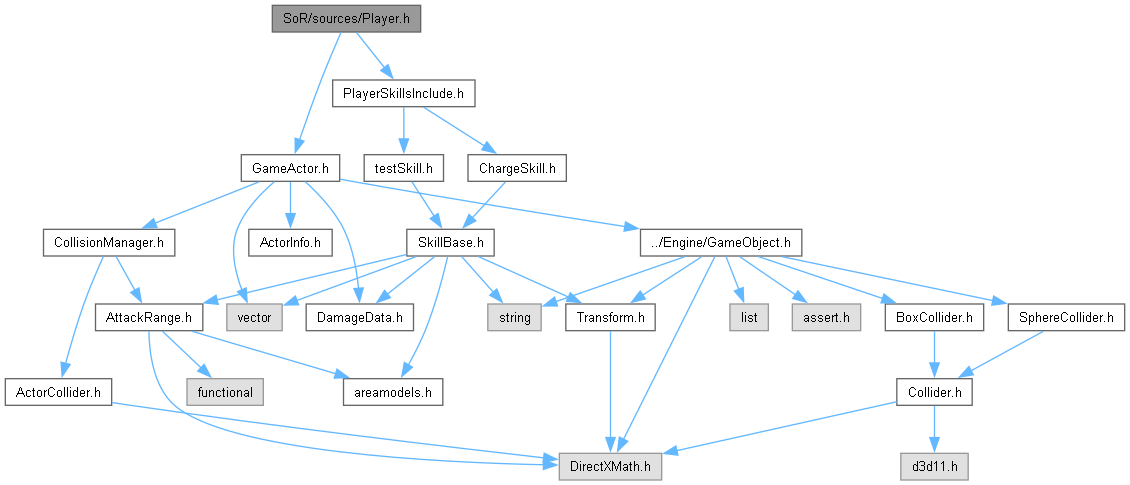 SoR/sources/Player.h
PlayerSkillsInclude.h
GameActor.h
testSkill.h
ChargeSkill.h
CollisionManager.h
ActorInfo.h
SkillBase.h
../Engine/GameObject.h
AttackRange.h
vector
DamageData.h
string
Transform.h
list
assert.h
BoxCollider.h
SphereCollider.h
ActorCollider.h
functional
areamodels.h
Collider.h
DirectXMath.h
d3d11.h